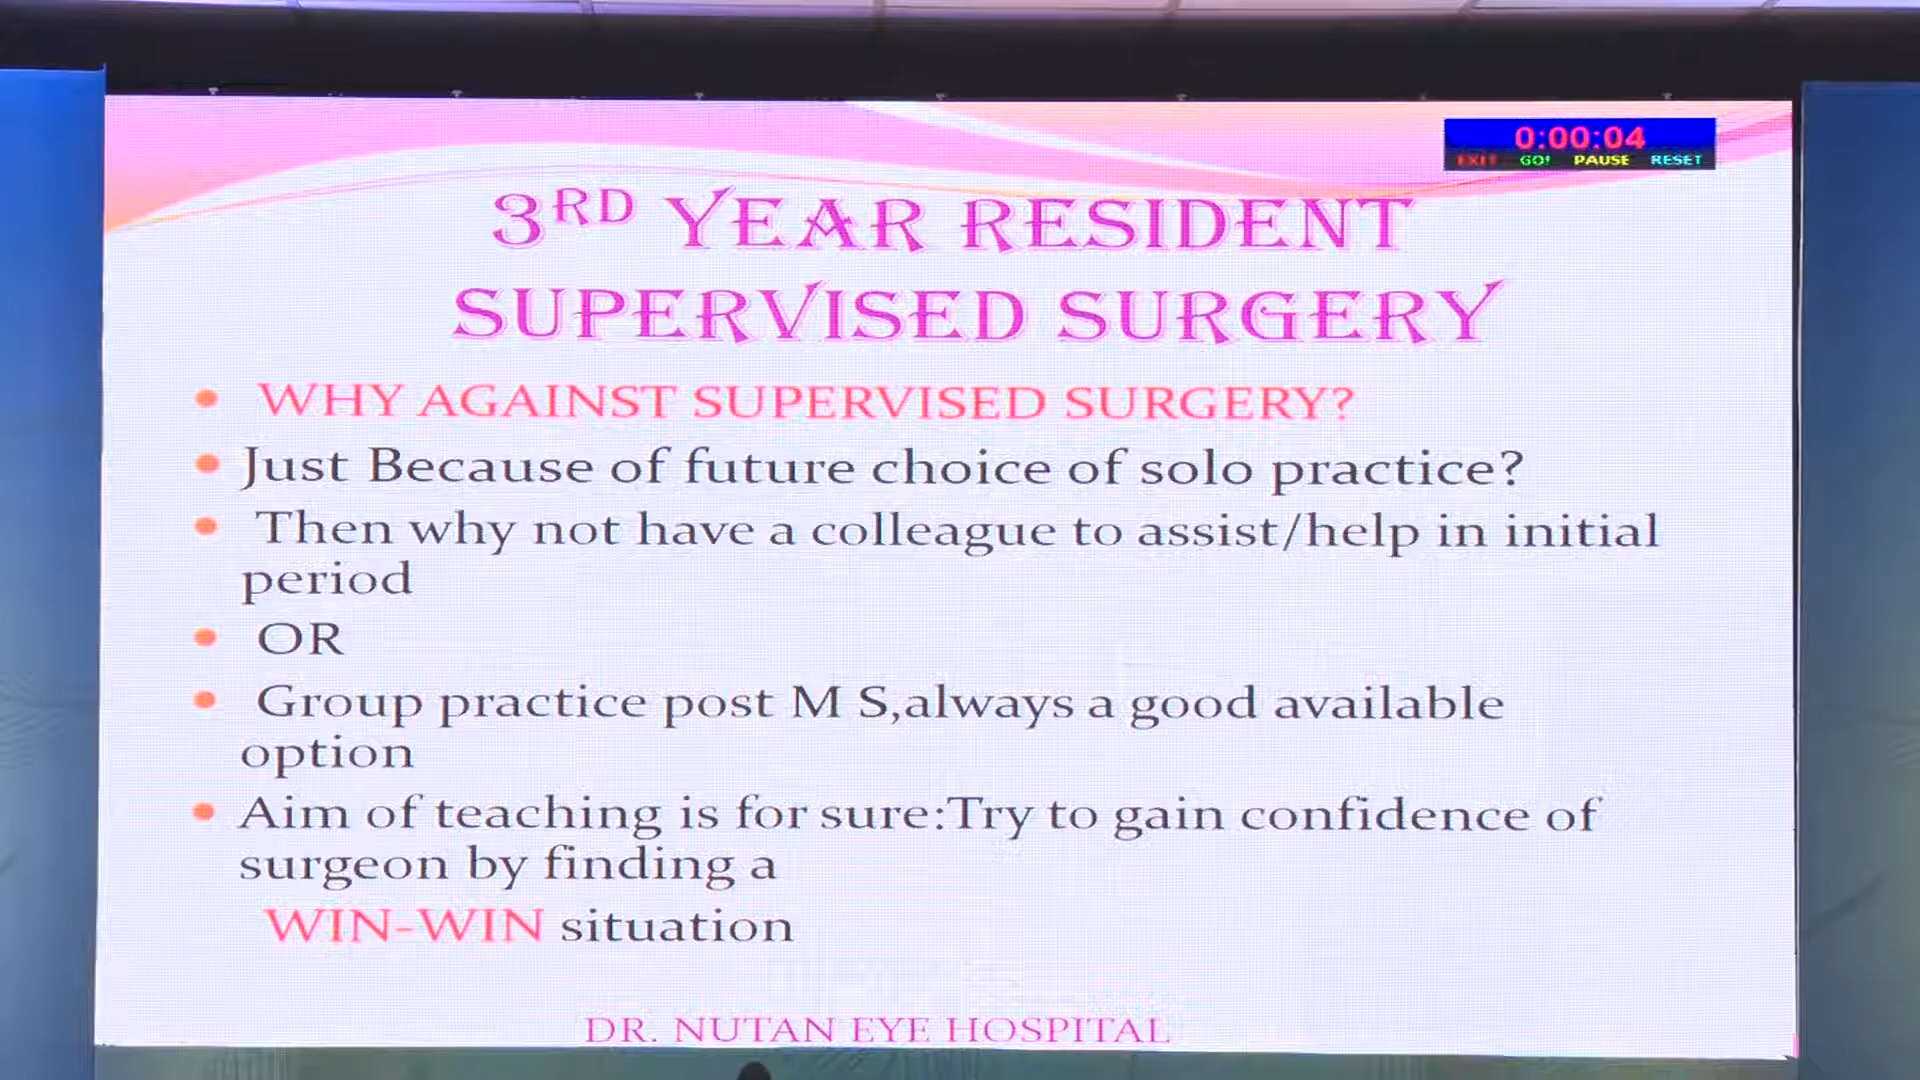 0:00:04
EXIT GO! PAUSE RESET
3RD YEAR RESIDENT
SUPERVISED SURGERY
• WHY AGAINST SUPERVISED SURGERY?
• Just Because of future choice of solo practice?
• Then why not have a colleague to assist/help in initial
period
• OR
• Group practice post M S,always a good available
option
• Aim of teaching is for sure:Try to gain confidence of
surgeon by finding a
WIN-WIN situation
DR. NUTAN EYE HOSPITAL